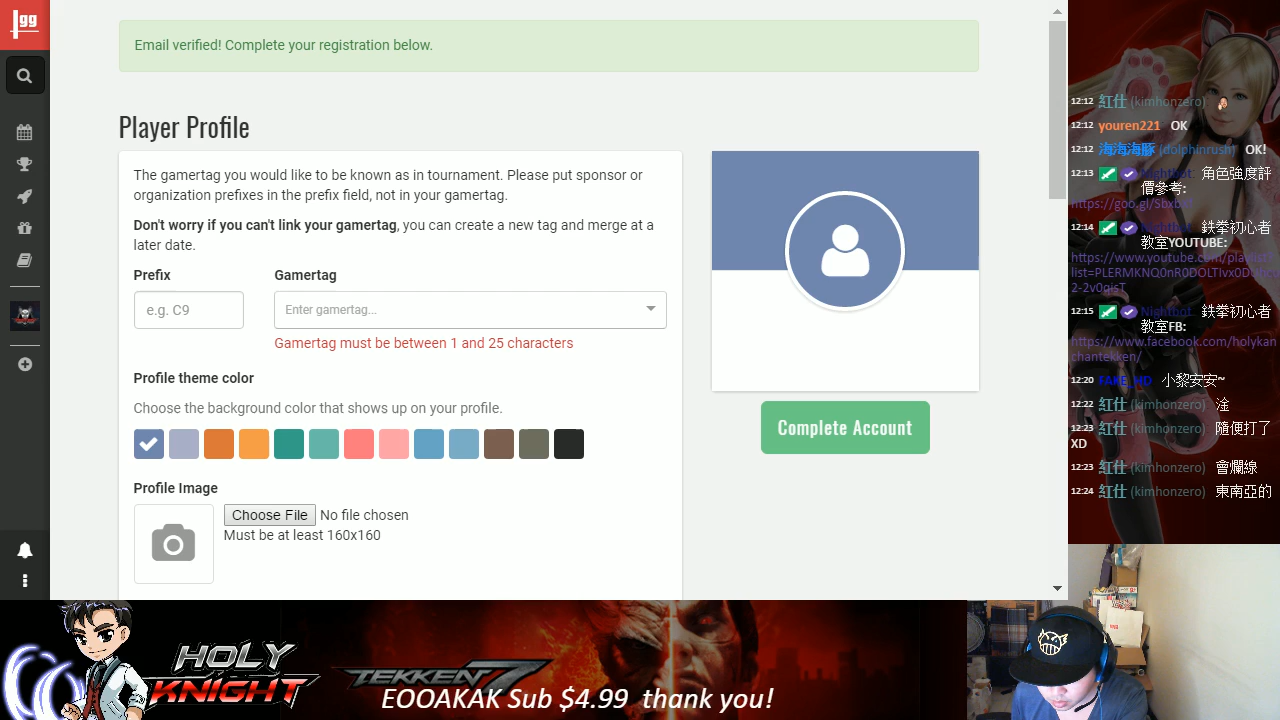 gg
Email verified! Complete your registration below.
Player Profile
The gamertag you would like to be known as in tournament. Please put sponsor or
organization prefixes in the prefix field, not in your gamertag.
Don't worry if you can't link your gamertag, you can create a new tag and merge at a
later date.
Prefix
Gamertag
e.g. C9
Enter gamertag...
Gamertag must be between 1 and 25 characters
Profile theme color
Choose the background color that shows up on your profile.
Profile Image
Choose File No file chosen
Must be at least 160x160
Complete Account
12:12 紅仕 (kimhonzero)
12:12 youren221 OK
12:12 海海海豚 (dolphinrush) OK!
12:13 Nightbot 角色強度評
價參考:
12:14 Nightbot 鉄拳初心者
教室YOUTUBE:
12:15 Nightbot 鉄拳初心者
教室FB:
https://www.facebook.com/holykan
chantekken/
12:20 FAKE_HD 小黎安安~
12:22 紅仕 (kimhonzero) 淦
12:23 紅仕 (kimhonzero) 隨便打了
XD
12:23 紅仕 (kimhonzero) 會爛線
12:24 紅仕 (kimhonzero) 東南亞的
HOLY
KNIGHT
TEKKEN 7
EOOAKAK Sub $4.99 thank you!